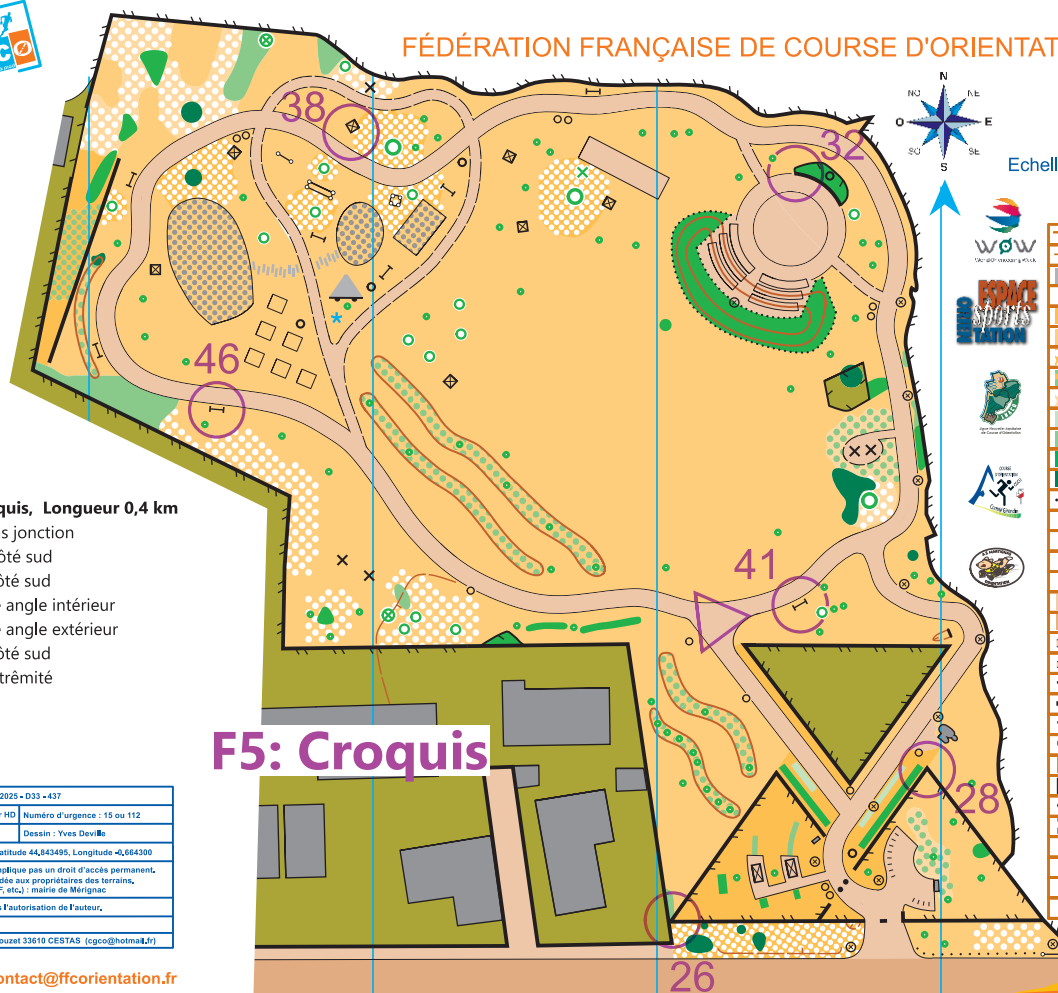 FÉDÉRATION FRANÇAISE DE COURSE D'ORIENTAT
N
NO
NE
O
E
SO
SE
S
Echell
WOW
ESPACE
SPORTS
38
32
46
41
28
26
quis, Longueur 0,4 km
s jonction
ôté sud
ôté sud
e angle intérieur
e angle extérieur
ôté sud
trêmité
F5: Croquis
2025 - D33 - 437
r HD Numéro d'urgence : 15 ou 112
Dessin : Yves Deville
atitude 44,843495, Longitude -0,664300
plique pas un droit d'accès permanent.
dée aux propriétaires des terrains,
F, etc.) : mairie de Mérignac
s l'autorisation de l'auteur.
ouzet 33610 CESTAS (cgco@hotmail.fr)
ontact@ffcorientation.fr